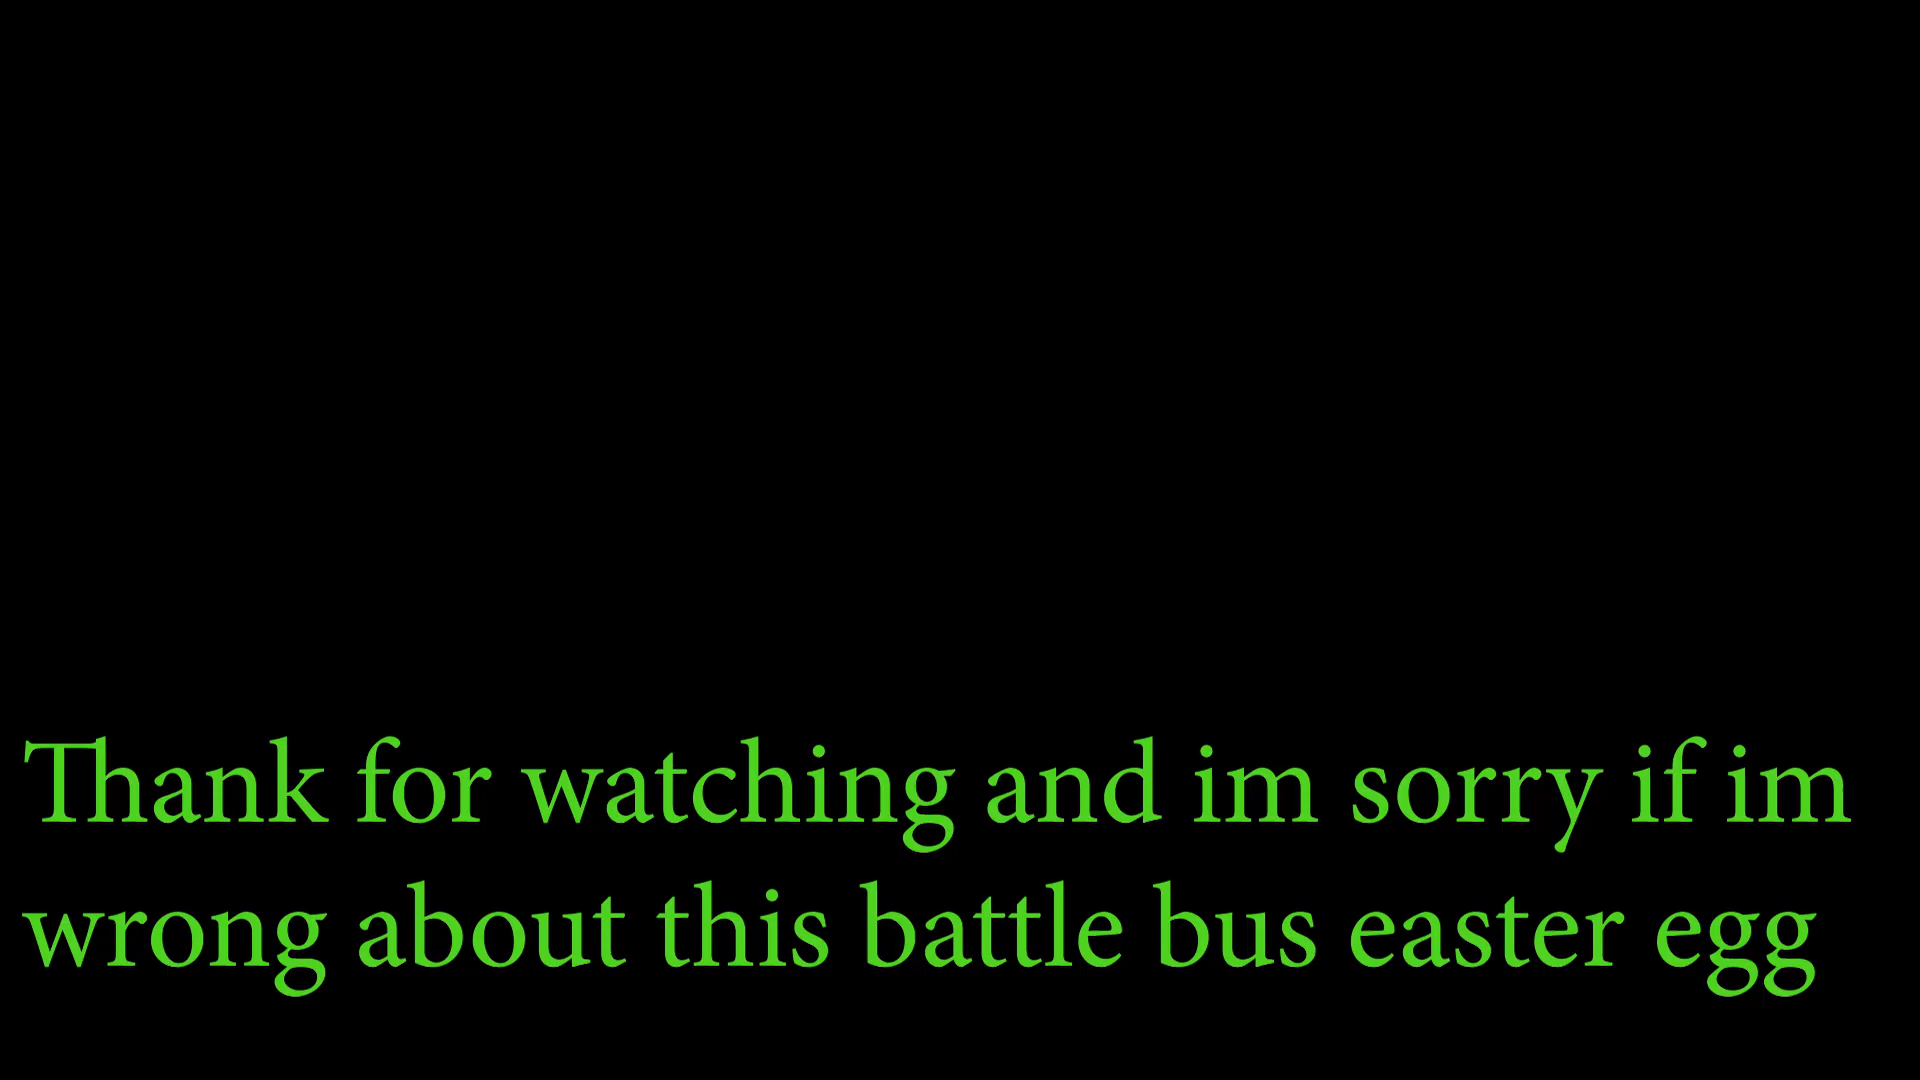 Thank for watching and im sorry if im
wrong about this battle bus easter egg